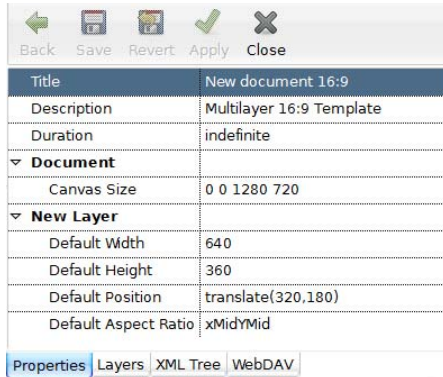 Back Save Revert Apply Close
Title New document 16:9
Description Multilayer 16:9 Template
Duration indefinite
Document
Canvas Size 0 0 1280 720
New Layer
Default Width 640
Default Height 360
Default Position translate(320,180)
Default Aspect Ratio xMidYMid
Properties Layers XML Tree WebDAV